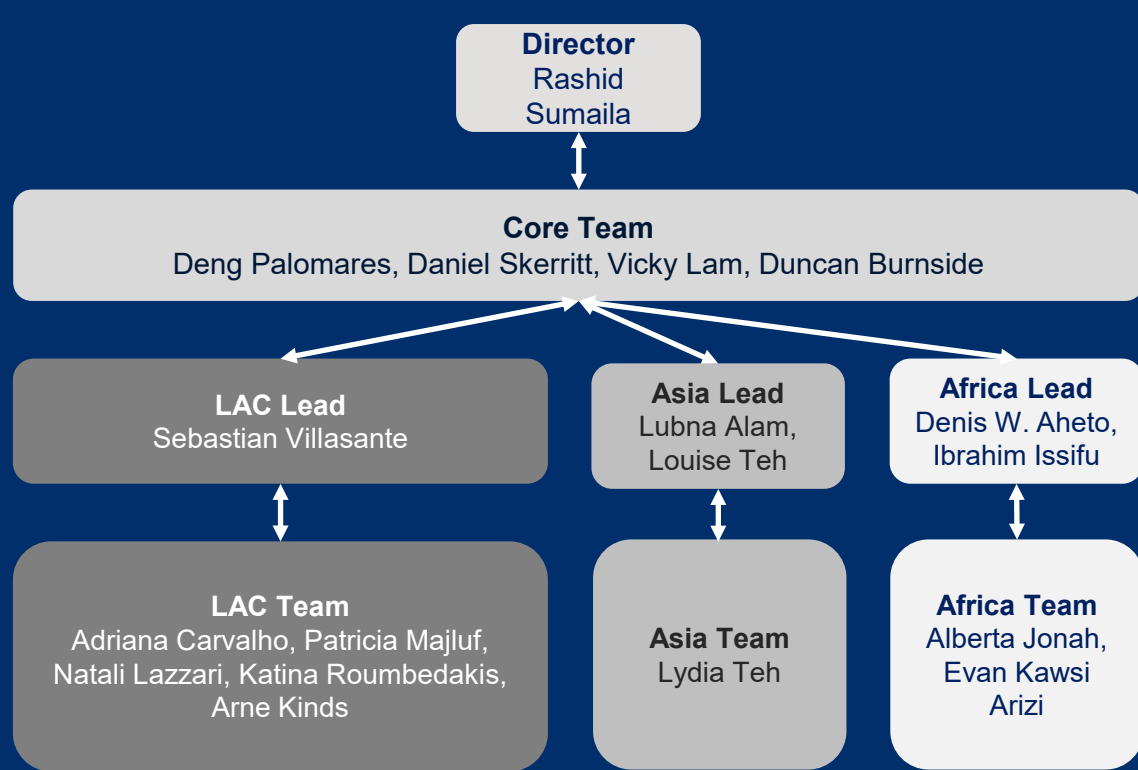 Director
Rashid
Sumaila
Core Team
Deng Palomares, Daniel Skerritt, Vicky Lam, Duncan Burnside
LAC Lead
Sebastian Villasante
Asia Lead
Lubna Alam,
Louise Teh
Africa Lead
Denis W. Aheto,
Ibrahim Issifu
LAC Team
Adriana Carvalho, Patricia Majluf,
Natali Lazzari, Katina Roumbedakis,
Arne Kinds
Asia Team
Lydia Teh
Africa Team
Alberta Jonah,
Evan Kawsi
Arizi